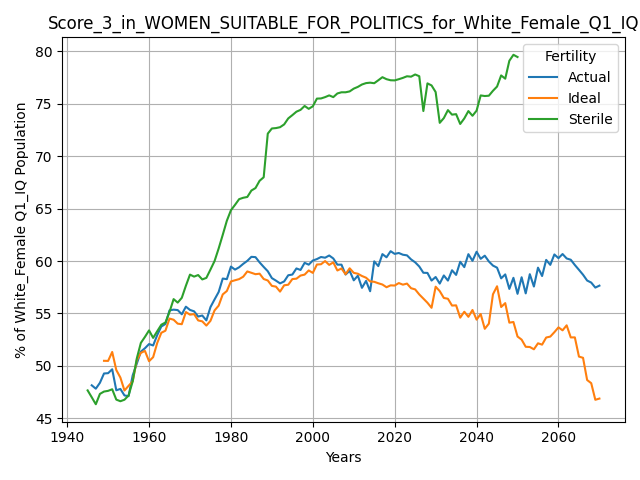 Score_3_in_WOMEN_SUITABLE_FOR_POLITICS_for_White_Female_Q1_IQ
Fertility
Actual
Ideal
Sterile
% of White_Female Q1_IQ Population
80
75
70
65
60
55
50
45
1940
1960
1980
2000
2020
2040
2060
Years